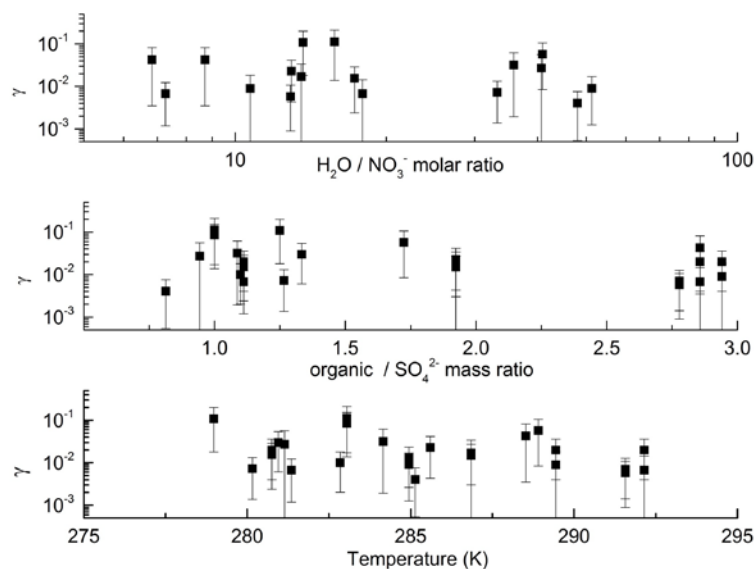 10⁻¹
10⁻²
10⁻³
γ
10 100
H₂O / NO₃⁻ molar ratio
10⁻¹
10⁻²
10⁻³
γ
1.0 1.5 2.0 2.5 3.0
organic / SO₄²⁻ mass ratio
10⁻¹
10⁻²
10⁻³
γ
275 280 285 290 295
Temperature (K)